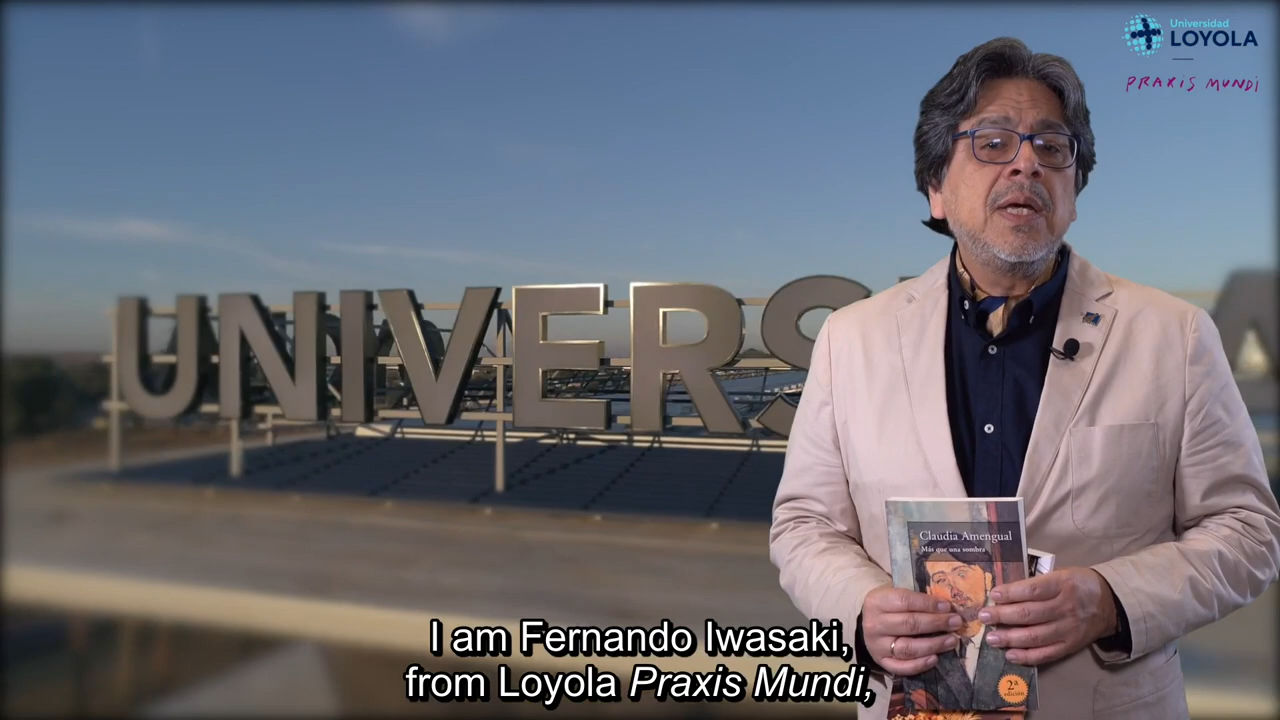 Universidad
LOYOLA
PRAXIS MUNDI
UNIVERS
Claudia Amengual
Más que una sombra
2ª
edición
I am Fernando Iwasaki,
from Loyola Praxis Mundi,